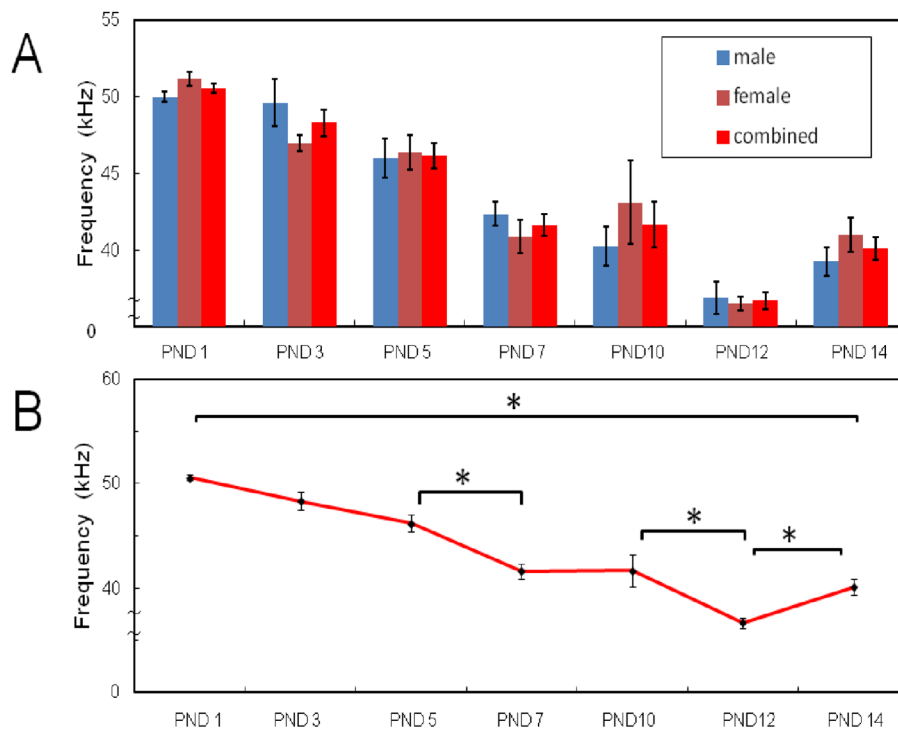 A
Frequency (kHz)
55
50
45
40
0
male
female
combined
PND 1 PND 3 PND 5 PND 7 PND10 PND12 PND 14
B
Frequency (kHz)
60
50
40
0
* * * *
PND 1 PND 3 PND 5 PND 7 PND10 PND12 PND 14